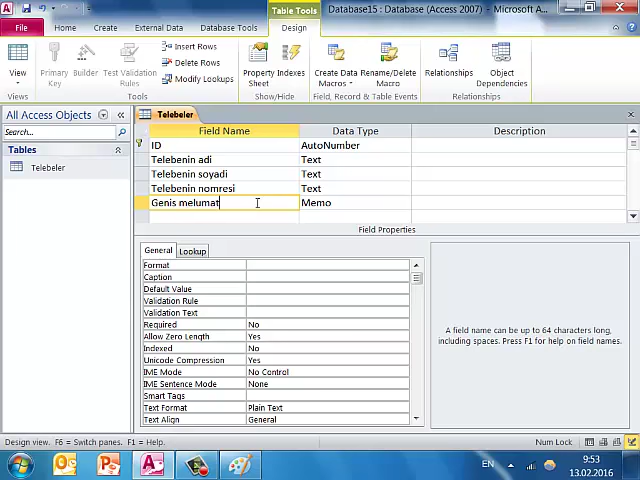 Table Tools
Database15 : Database (Access 2007) - Microsoft A...
File Home Create External Data Database Tools Design
View
Primary Key
Builder
Test Validation Rules
Insert Rows
Delete Rows
Modify Lookups
Property Sheet
Indexes
Create Data Macros
Rename/Delete Macro
Relationships
Object Dependencies
Views
Tools
Show/Hide
Field, Record & Table Events
Relationships
All Access Objects
Search...
Tables
Telebeler
Telebeler
Field Name Data Type Description
ID AutoNumber
Telebenin adi Text
Telebenin soyadi Text
Telebenin nomresi Text
Genis melumat Memo
Field Properties
General Lookup
Format
Caption
Default Value
Validation Rule
Validation Text
Required No
Allow Zero Length Yes
Indexed No
Unicode Compression Yes
IME Mode No Control
IME Sentence Mode None
Smart Tags
Text Format Plain Text
Text Align General
A field name can be up to 64 characters long,
including spaces. Press F1 for help on field names.
Design view. F6 = Switch panes. F1 = Help.
Num Lock
EN
9:53
13.02.2016